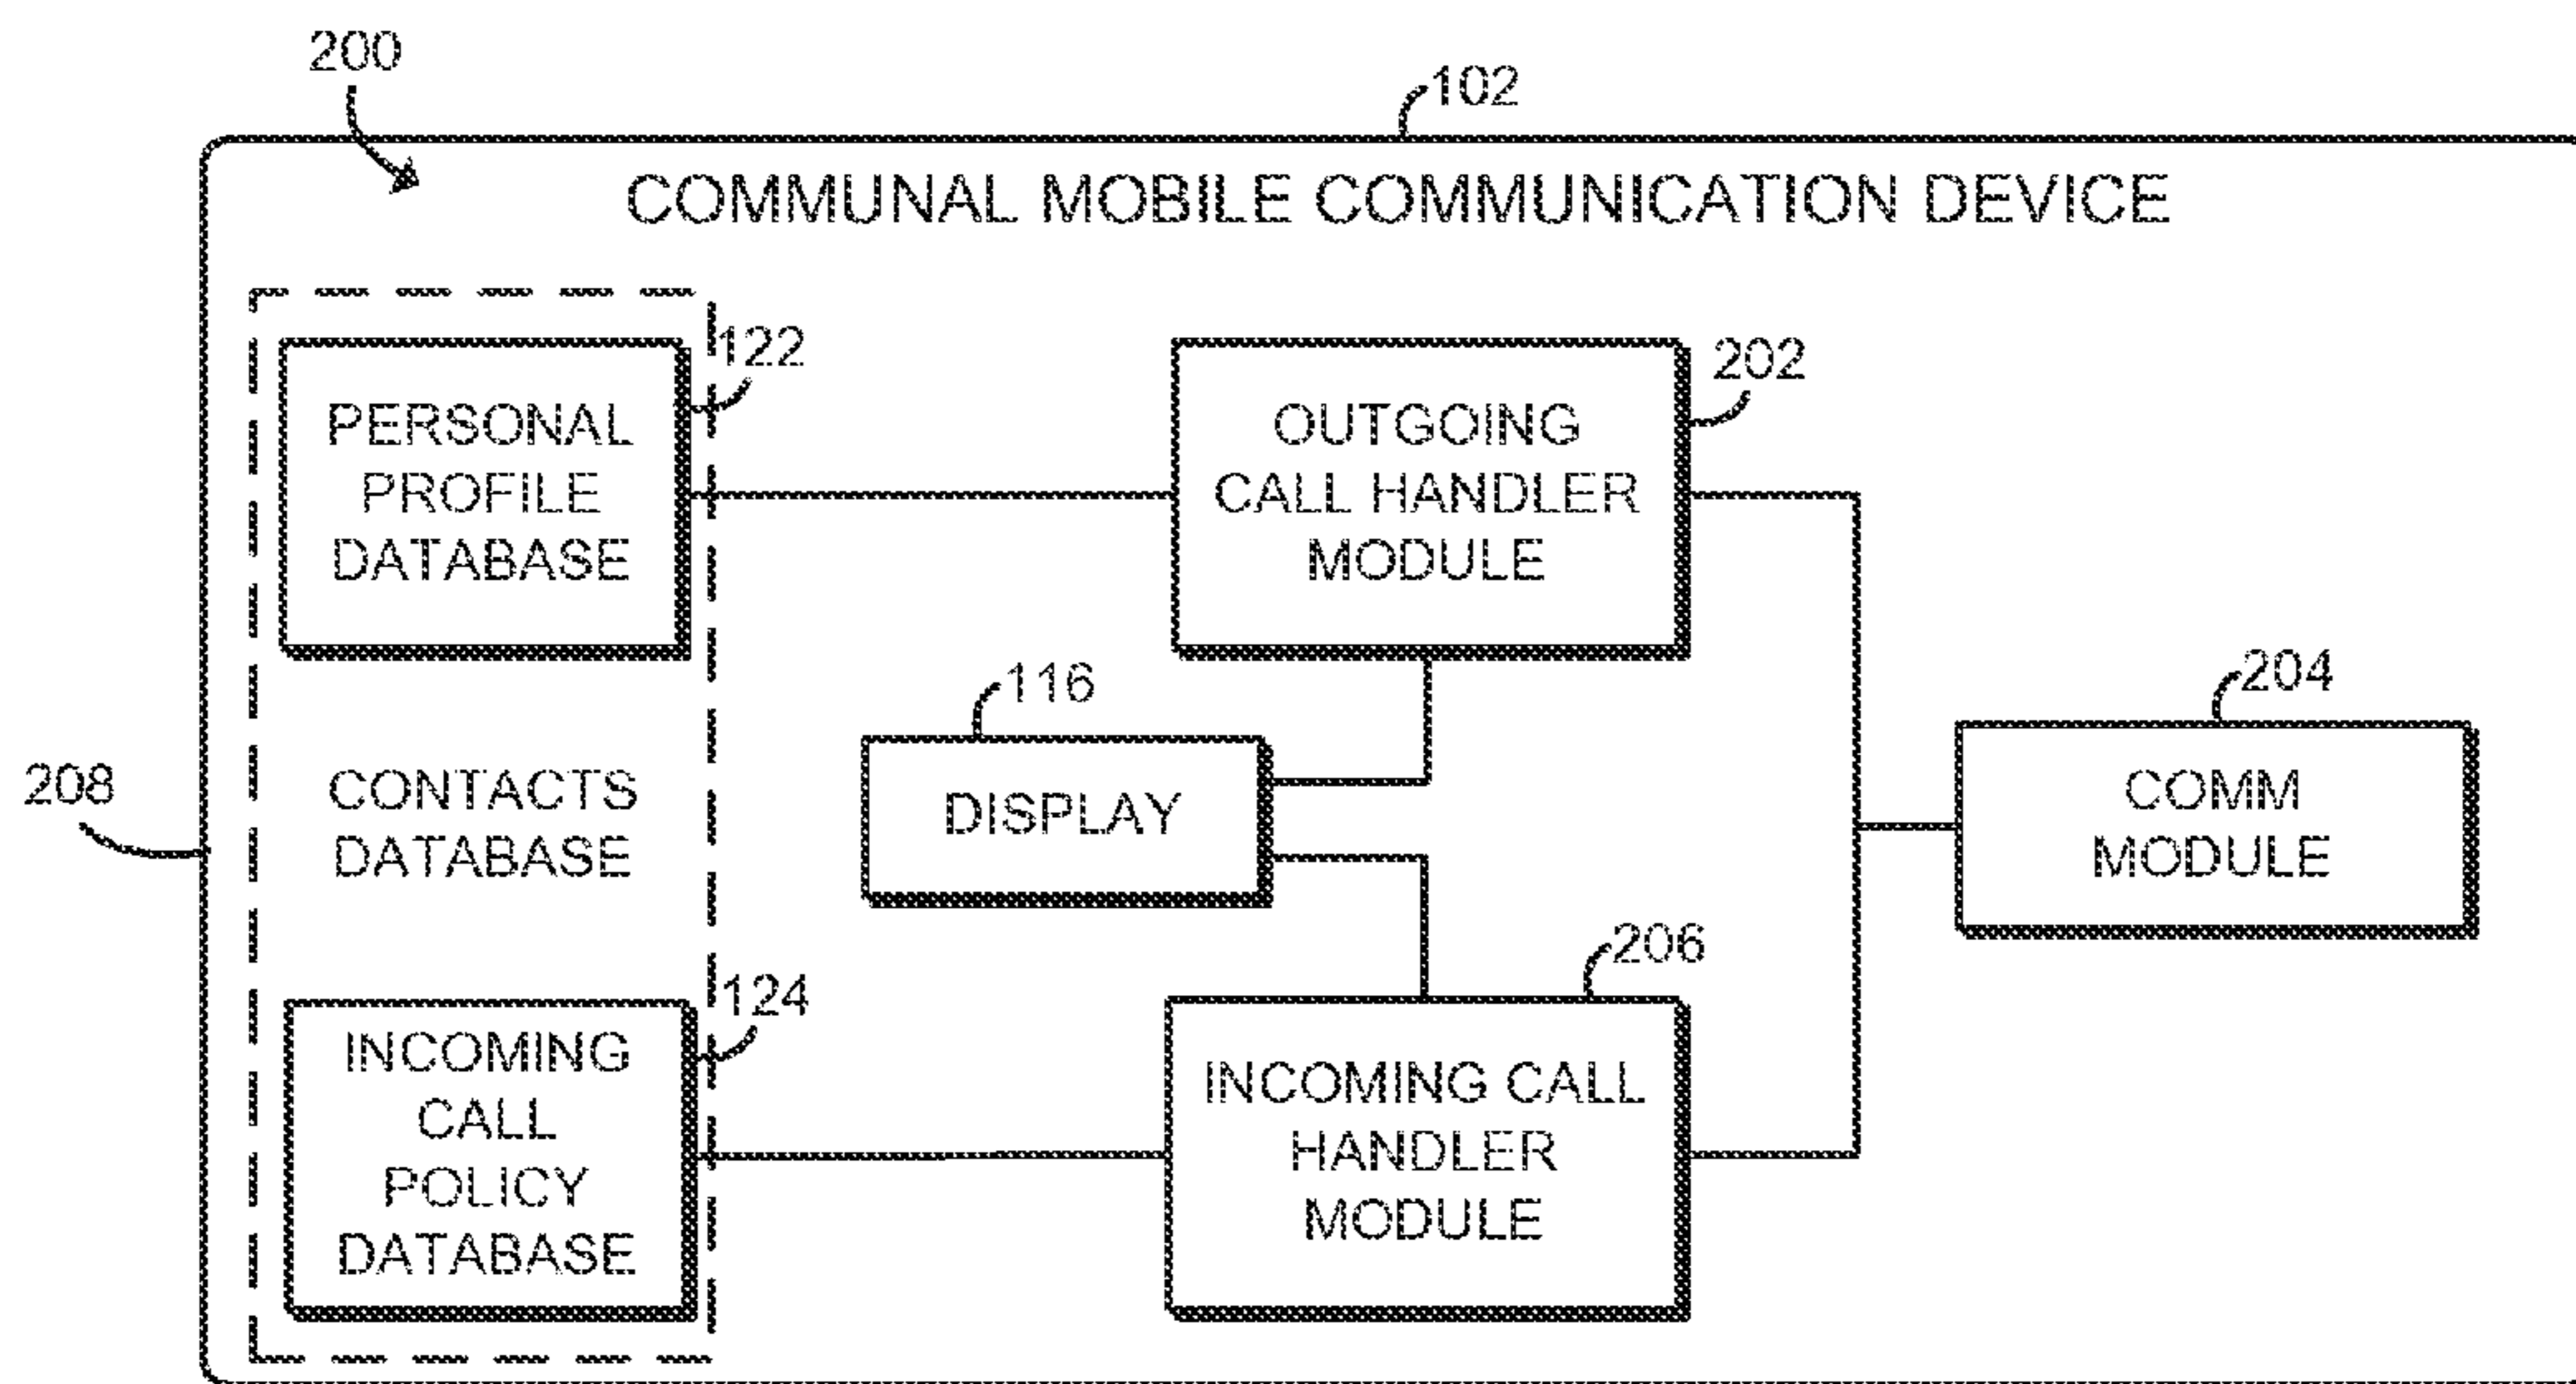 200
102
COMMUNAL MOBILE COMMUNICATION DEVICE
122
PERSONAL
PROFILE
DATABASE
OUTGOING
CALL HANDLER
MODULE
202
116
DISPLAY
204
COMM
MODULE
208
CONTACTS
DATABASE
124
INCOMING
CALL
POLICY
DATABASE
206
INCOMING CALL
HANDLER
MODULE